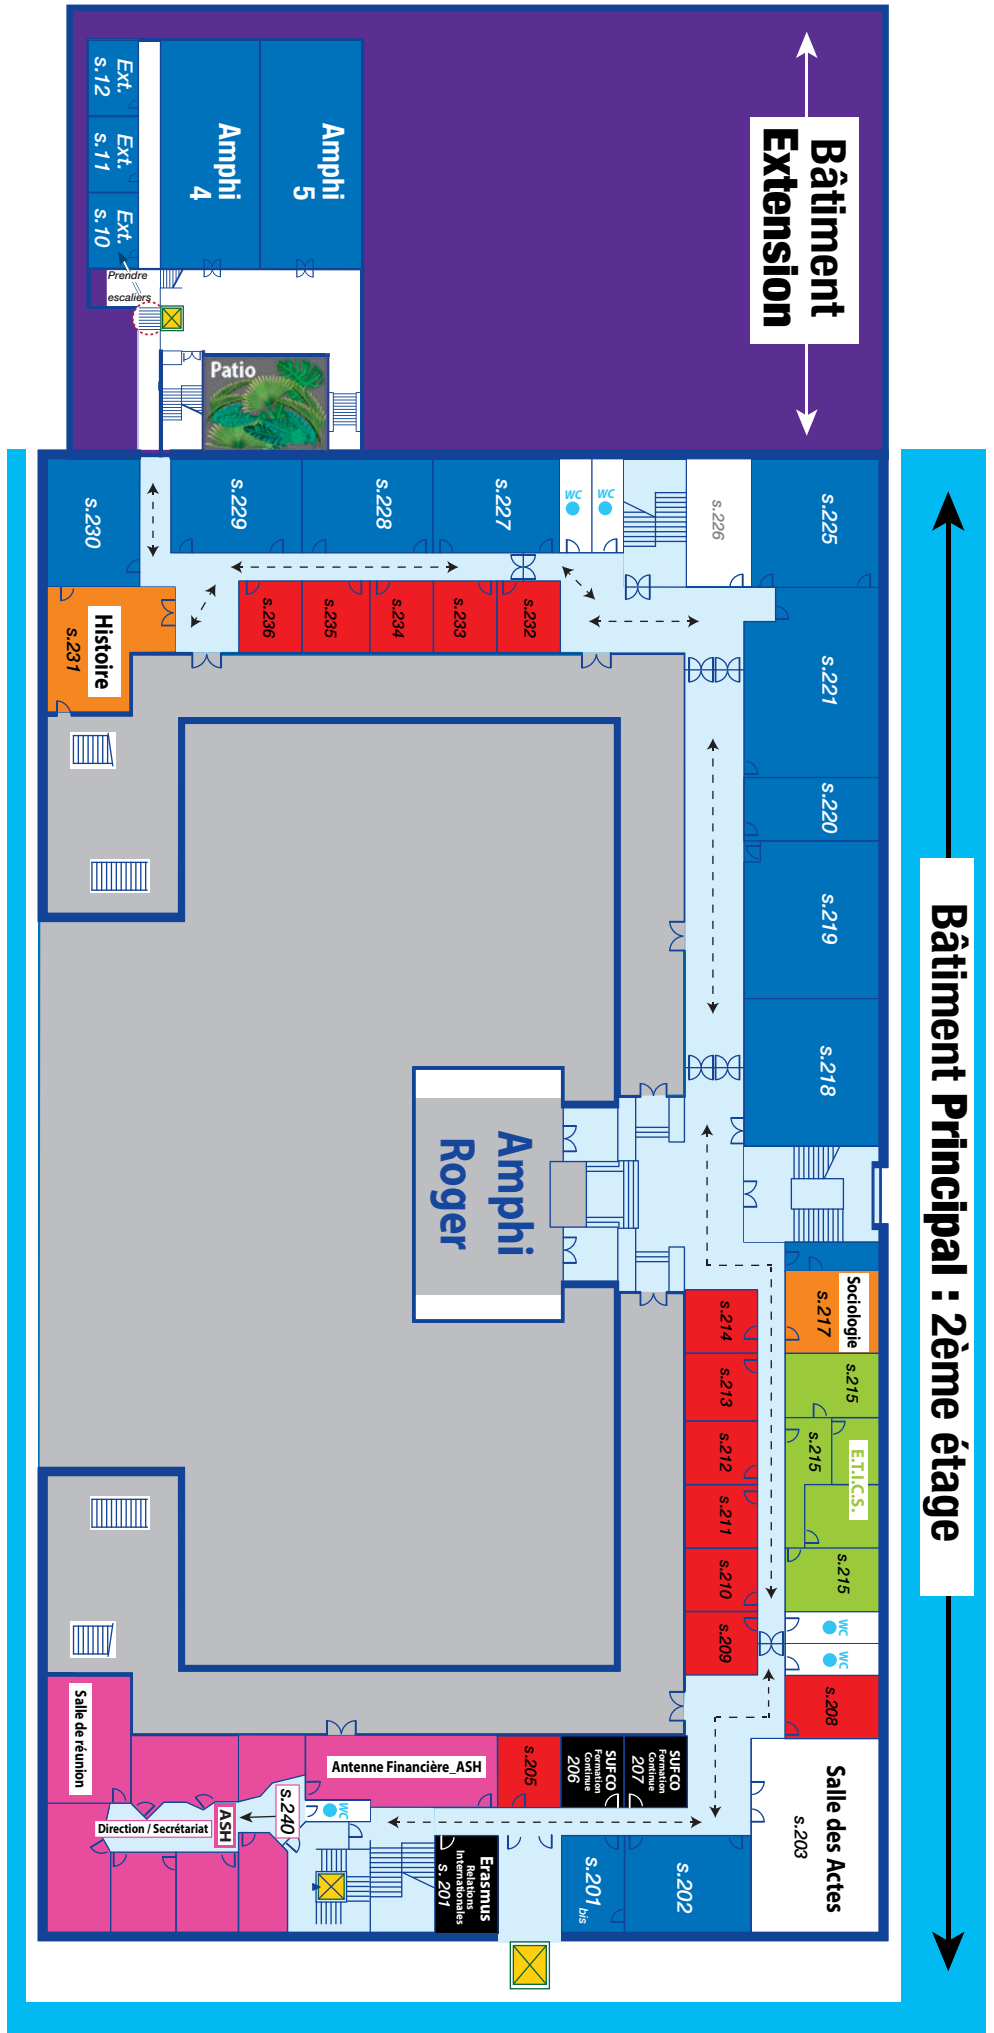 Bâtiment
Extension
Amphi
5
Amphi
4
Ext.
s.12
Ext.
s.11
Ext.
s.10
Prendre
escaliers
Patio
Bâtiment Principal : 2ème étage
s.225
s.226
WC
WC
s.227
s.228
s.229
s.230
s.221
s.232
s.233
s.234
s.235
s.236
Histoire
s.231
s.220
s.219
s.218
Amphi
Roger
Sociologie
s.217
s.214
s.215
s.213
E.T.I.C.S.
s.215
s.212
s.211
s.215
s.210
WC
WC
s.209
s.208
Salle de réunion
Salle des Actes
s.203
SUFCO
Formation
Continue
207
SUFCO
Formation
Continue
206
s.205
Antenne Financière_ASH
WC
s.240
ASH
Direction / Secrétariat
s.202
s.201
bis
Erasmus
Relations
Internationales
s. 201